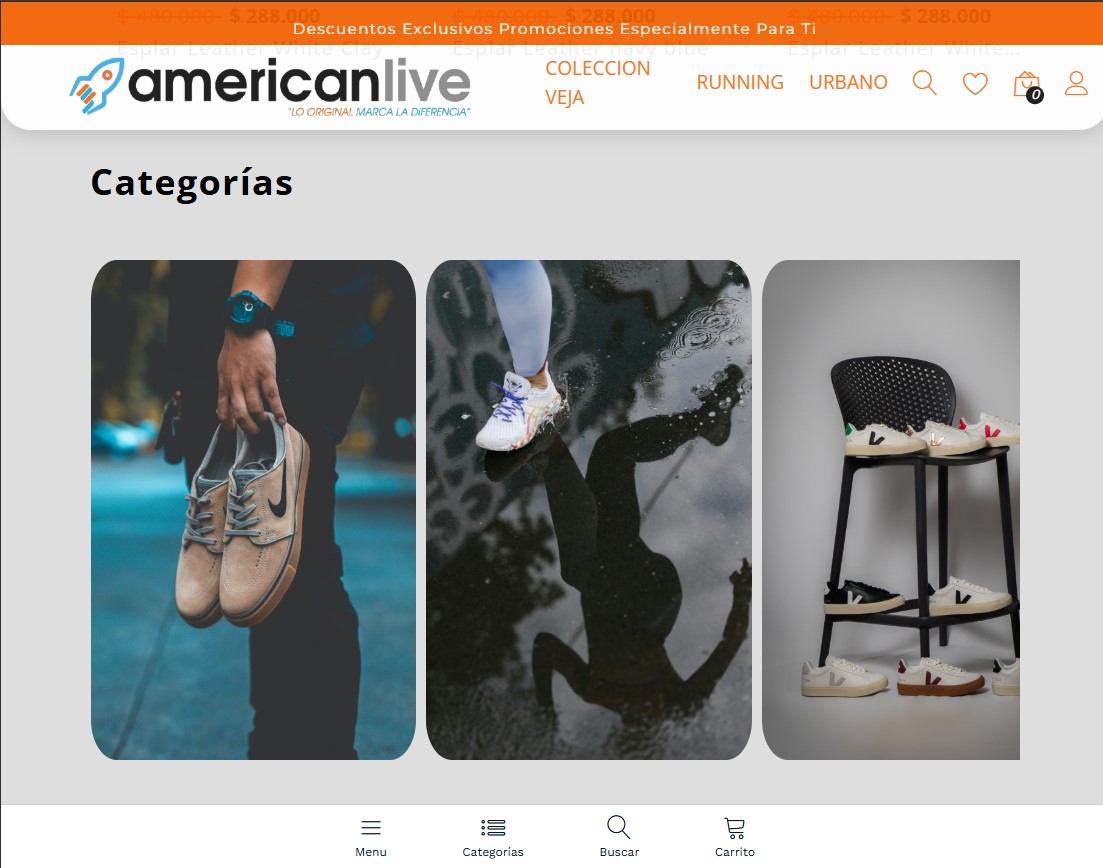 $ 480.000 $ 288.000 $ 480.000 $ 288.000 $ 480.000 $ 288.000
Descuentos Exclusivos Promociones Especialmente Para Ti
Esplar Leather White Clay Esplar Leather navy blue Esplar Leather White...
americanlive
"LO ORIGINAL MARCA LA DIFERENCIA"
COLECCION
VEJA
RUNNING
URBANO
0
Categorías
Menu
Categorías
Buscar
Carrito